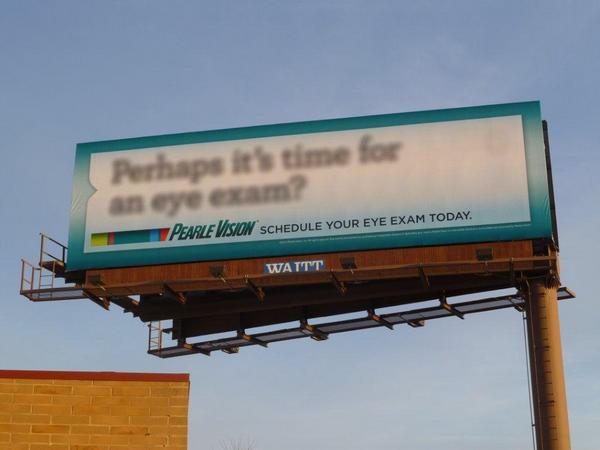 Perhaps it's time for
an eye exam?
PEARLE VISION SCHEDULE YOUR EYE EXAM TODAY.
WAITT